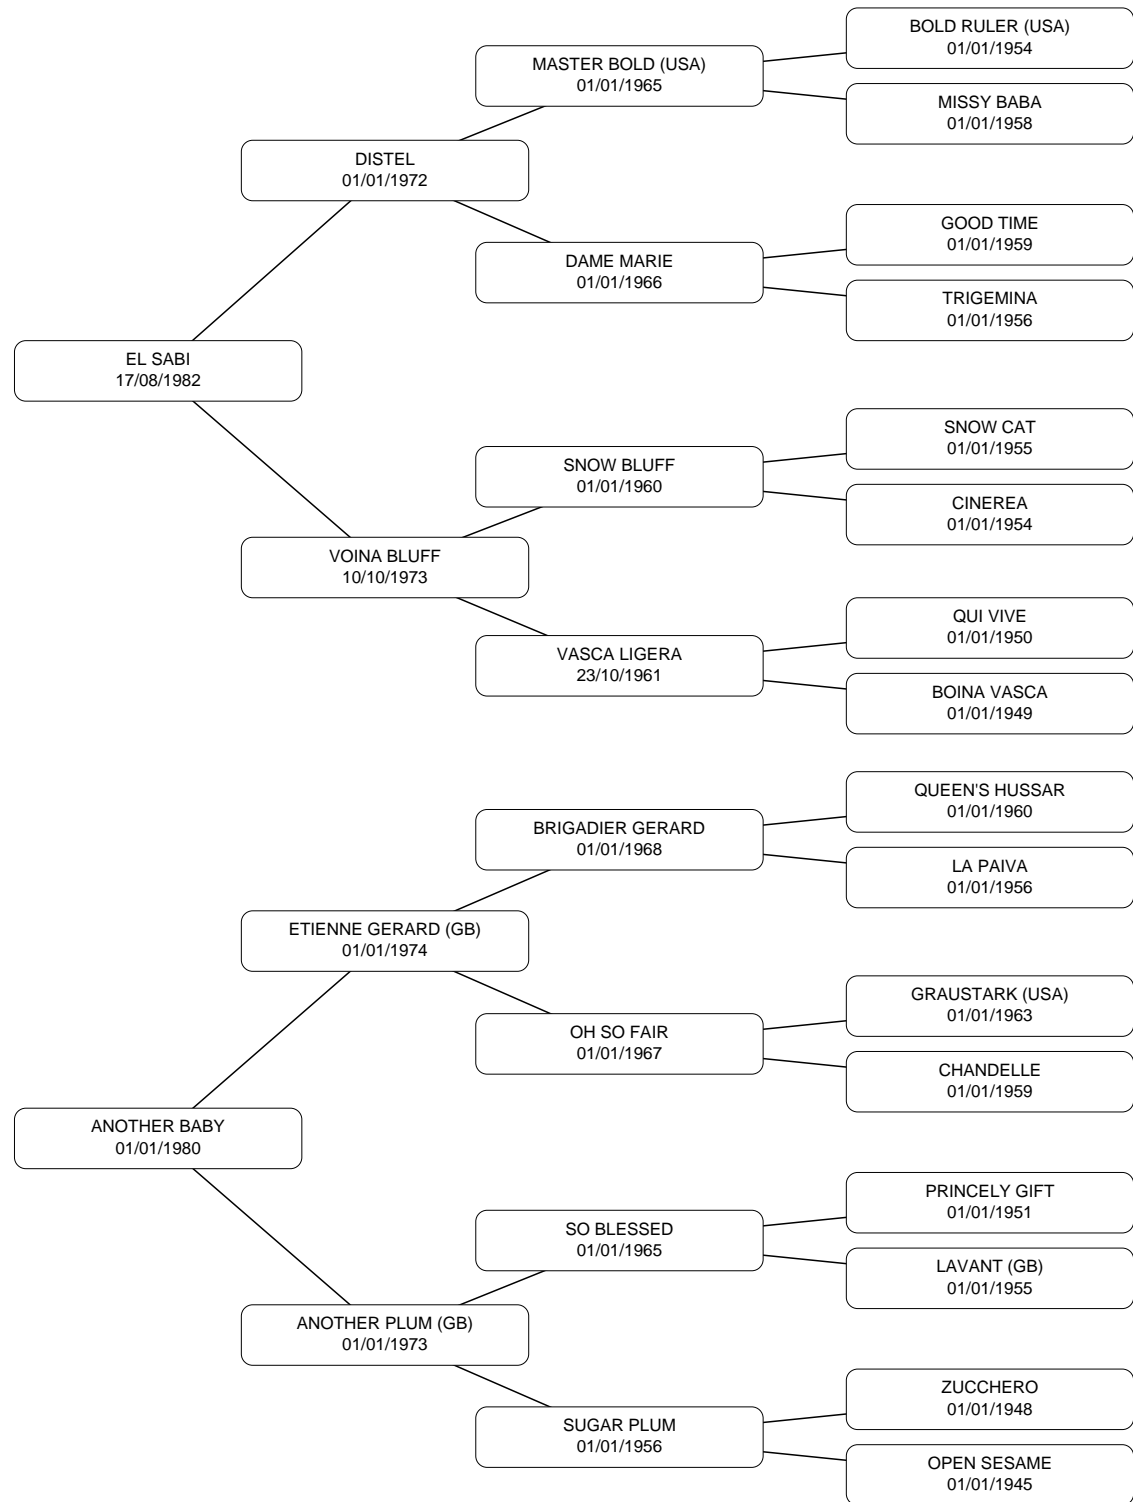 BOLD RULER (USA)
01/01/1954
MASTER BOLD (USA)
01/01/1965
MISSY BABA
01/01/1958
DISTEL
01/01/1972
GOOD TIME
01/01/1959
DAME MARIE
01/01/1966
TRIGEMINA
01/01/1956
EL SABI
17/08/1982
SNOW CAT
01/01/1955
SNOW BLUFF
01/01/1960
CINEREA
01/01/1954
VOINA BLUFF
10/10/1973
QUI VIVE
01/01/1950
VASCA LIGERA
23/10/1961
BOINA VASCA
01/01/1949
QUEEN'S HUSSAR
01/01/1960
BRIGADIER GERARD
01/01/1968
LA PAIVA
01/01/1956
ETIENNE GERARD (GB)
01/01/1974
GRAUSTARK (USA)
01/01/1963
OH SO FAIR
01/01/1967
CHANDELLE
01/01/1959
ANOTHER BABY
01/01/1980
PRINCELY GIFT
01/01/1951
SO BLESSED
01/01/1965
LAVANT (GB)
01/01/1955
ANOTHER PLUM (GB)
01/01/1973
ZUCCHERO
01/01/1948
SUGAR PLUM
01/01/1956
OPEN SESAME
01/01/1945